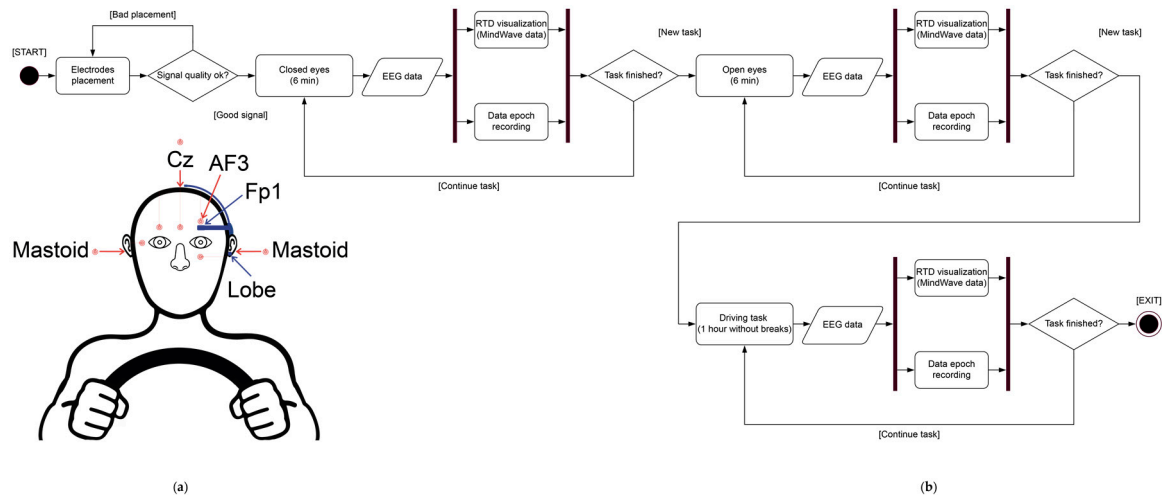 [Bad placement]
[START]
Electrodes
placement
Signal quality ok?
[Good signal]
Closed eyes
(6 min)
EEG data
RTD visualization
(MindWave data)
Data epoch
recording
Task finished?
[New task]
[Continue task]
Open eyes
(6 min)
EEG data
RTD visualization
(MindWave data)
Data epoch
recording
Task finished?
[New task]
[Continue task]
Cz
AF3
Fp1
Mastoid
Mastoid
Lobe
Driving task
(1 hour without breaks)
EEG data
RTD visualization
(MindWave data)
Data epoch
recording
Task finished?
[EXIT]
[Continue task]
(a)
(b)